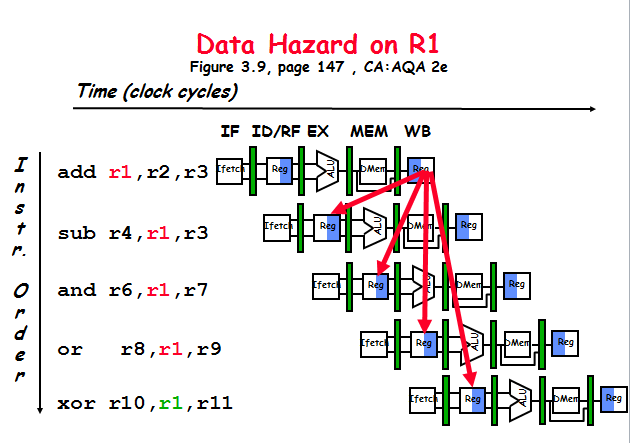 Data Hazard on R1
Figure 3.9, page 147 , CA:AQA 2e
Time (clock cycles)
IF ID/RF EX MEM WB
Instr. Order
add r1,r2,r3 Ifetch Reg ALU DMem Reg
sub r4,r1,r3 Ifetch Reg ALU DMem Reg
and r6,r1,r7 Ifetch Reg ALU DMem Reg
or r8,r1,r9 Ifetch Reg ALU DMem Reg
xor r10,r1,r11 Ifetch Reg ALU DMem Reg